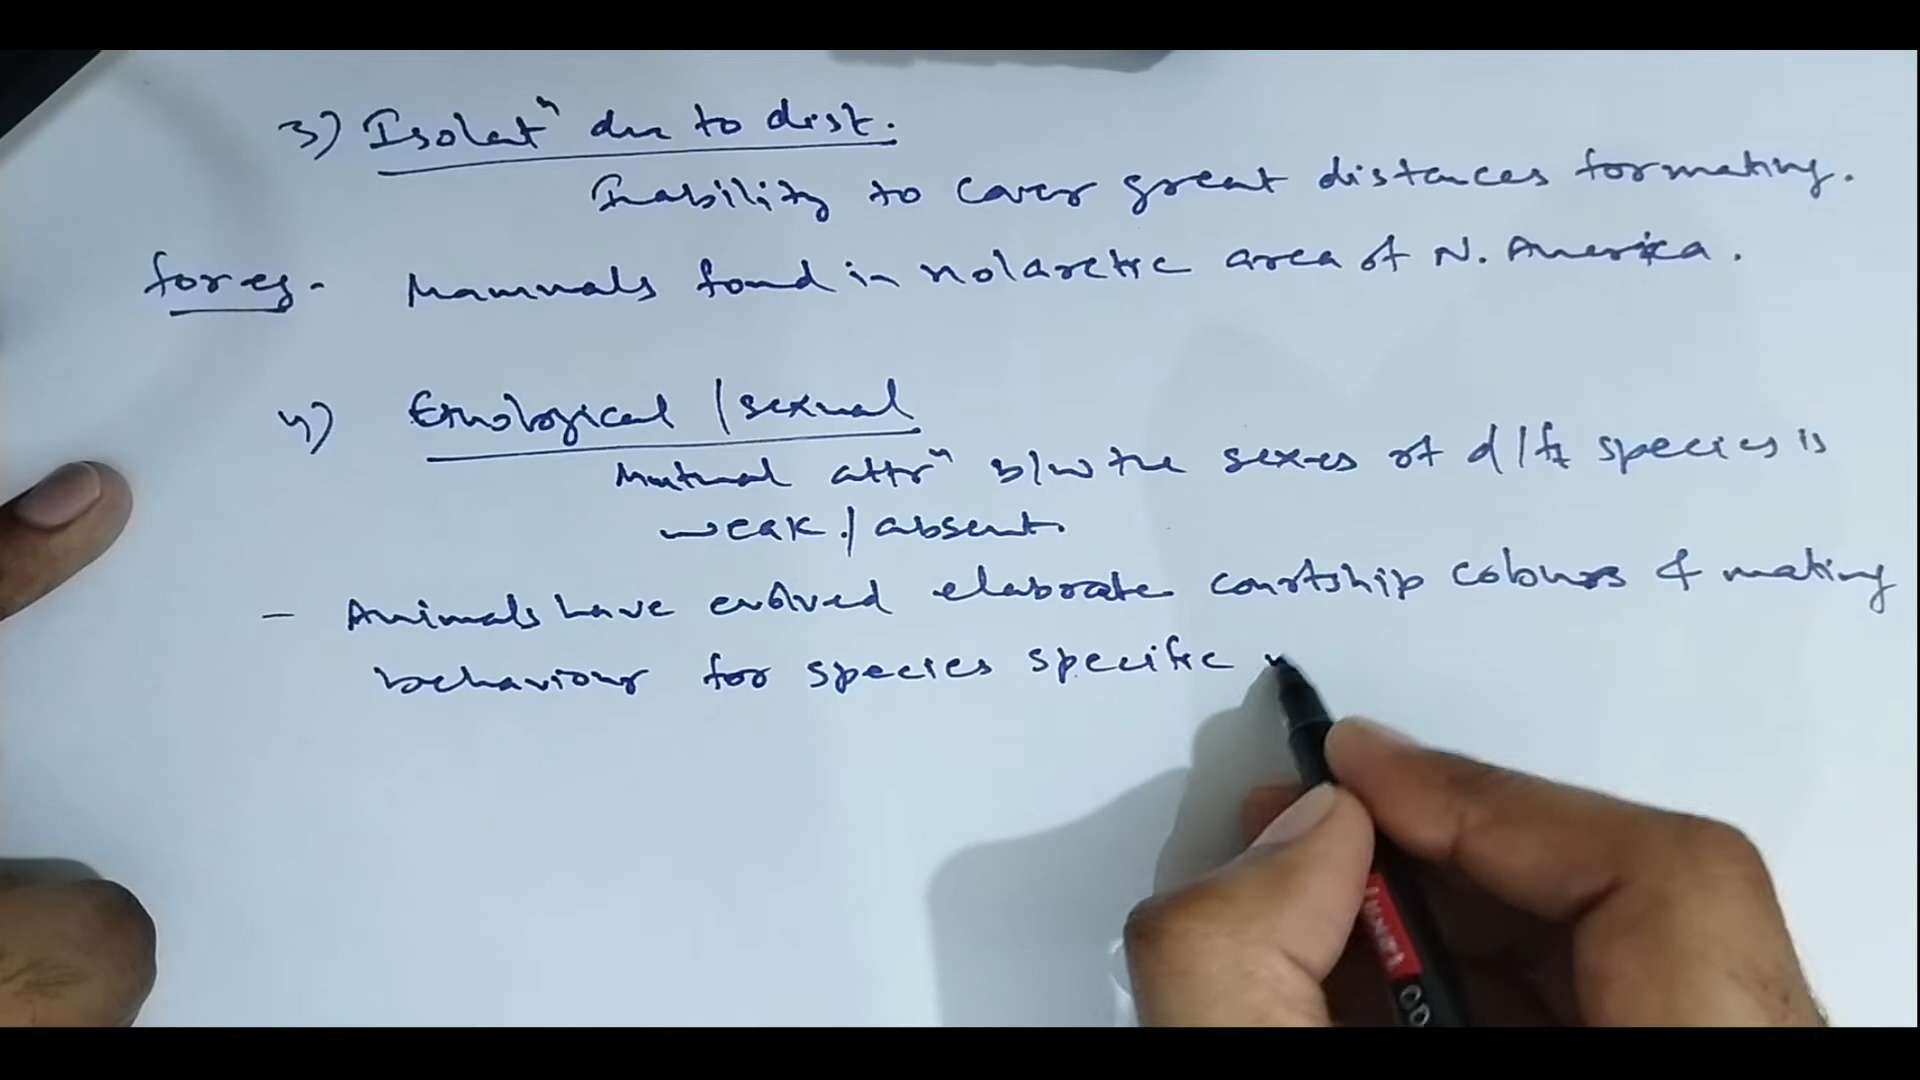 3) Isolatⁿ due to dist.
Inability to cover great distances for mating.
for eg. Mammals found in holarctic area of N. America.
4) Ethological / sexual
Mutual attrⁿ b/w the sexes of d/ft species is
weak / absent.
- Animals have evolved elaborate courtship colours & mating
behaviour for species specific
Luxor